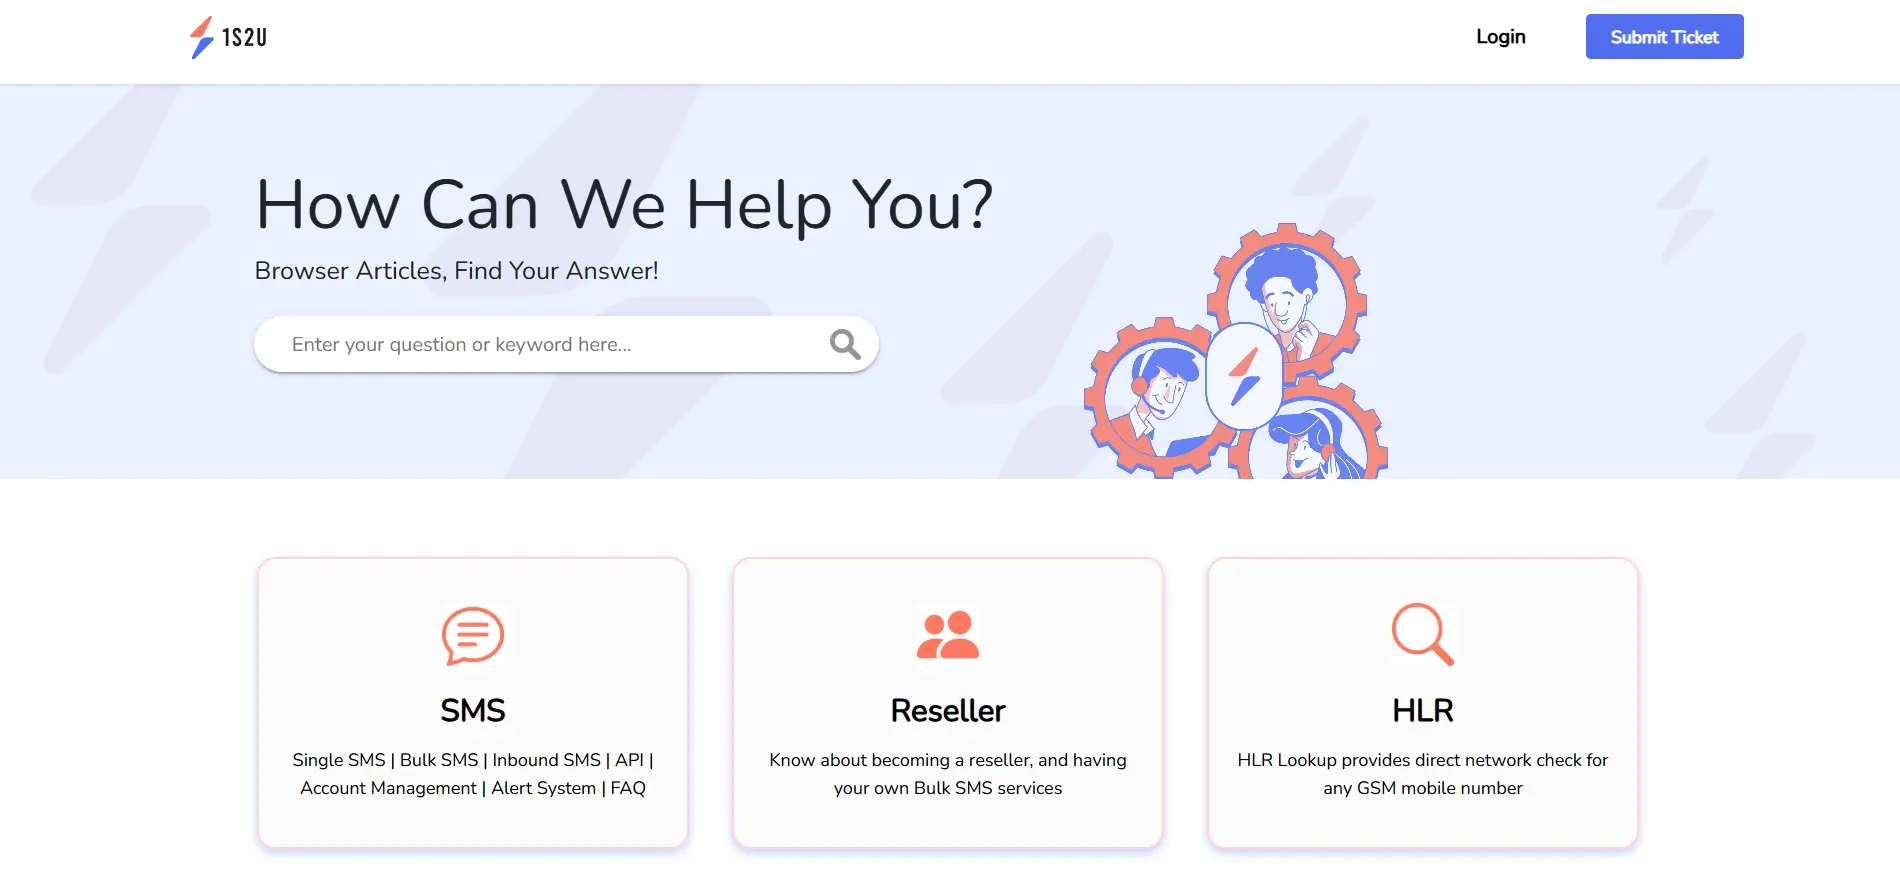 1S2U
Login
Submit Ticket
How Can We Help You?
Browser Articles, Find Your Answer!
Enter your question or keyword here...
SMS
Single SMS | Bulk SMS | Inbound SMS | API |
Account Management | Alert System | FAQ
Reseller
Know about becoming a reseller, and having
your own Bulk SMS services
HLR
HLR Lookup provides direct network check for
any GSM mobile number